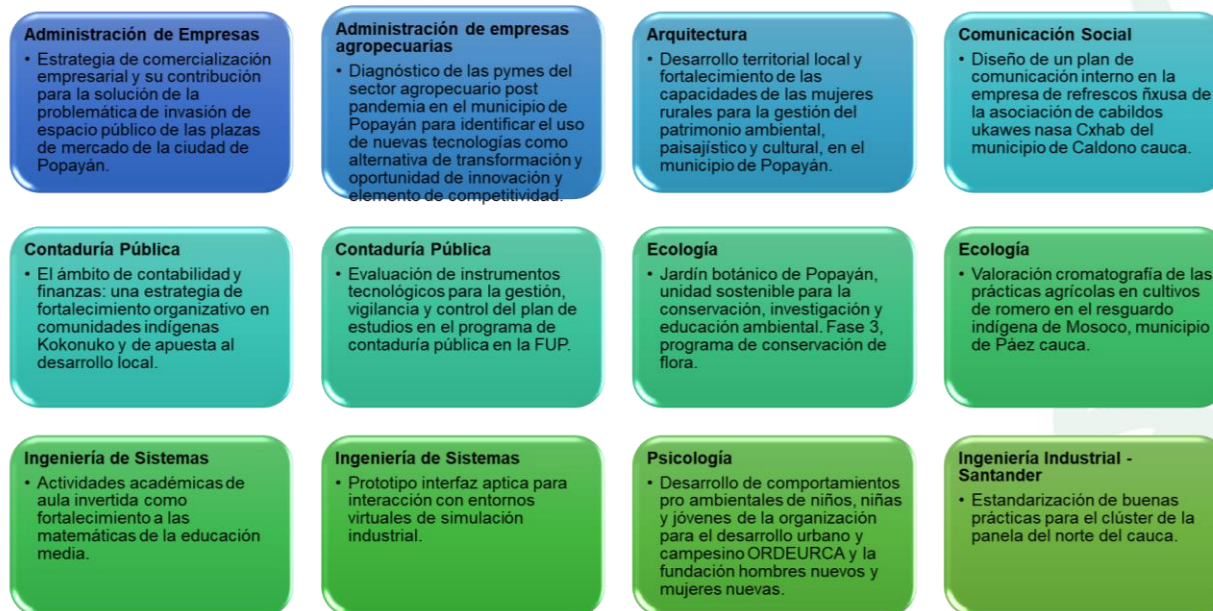 Administración de Empresas
• Estrategia de comercialización
empresarial y su contribución
para la solución de la
problemática de invasión de
espacio público de las plazas
de mercado de la ciudad de
Popayán.
Administración de empresas
agropecuarias
• Diagnóstico de las pymes del
sector agropecuario post
pandemia en el municipio de
Popayán para identificar el uso
de nuevas tecnologías como
alternativa de transformación y
oportunidad de innovación y
elemento de competitividad.
Arquitectura
• Desarrollo territorial local y
fortalecimiento de las
capacidades de las mujeres
rurales para la gestión del
patrimonio ambiental,
paisajístico y cultural, en el
municipio de Popayán.
Comunicación Social
• Diseño de un plan de
comunicación interno en la
empresa de refrescos ñxusa de
la asociación de cabildos
ukawes nasa Cxhab del
municipio de Caldono cauca.
Contaduría Pública
• El ámbito de contabilidad y
finanzas: una estrategia de
fortalecimiento organizativo en
comunidades indígenas
Kokonuko y de apuesta al
desarrollo local.
Contaduría Pública
• Evaluación de instrumentos
tecnológicos para la gestión,
vigilancia y control del plan de
estudios en el programa de
contaduría pública en la FUP.
Ecología
• Jardín botánico de Popayán,
unidad sostenible para la
conservación, investigación y
educación ambiental. Fase 3,
programa de conservación de
flora.
Ecología
• Valoración cromatografía de las
prácticas agrícolas en cultivos
de romero en el resguardo
indígena de Mosoco, municipio
de Páez cauca.
Ingeniería de Sistemas
• Actividades académicas de
aula invertida como
fortalecimiento a las
matemáticas de la educación
media.
Ingeniería de Sistemas
• Prototipo interfaz aptica para
interacción con entornos
virtuales de simulación
industrial.
Psicología
• Desarrollo de comportamientos
pro ambientales de niños, niñas
y jóvenes de la organización
para el desarrollo urbano y
campesino ORDEURCA y la
fundación hombres nuevos y
mujeres nuevas.
Ingeniería Industrial -
Santander
• Estandarización de buenas
prácticas para el clúster de la
panela del norte del cauca.